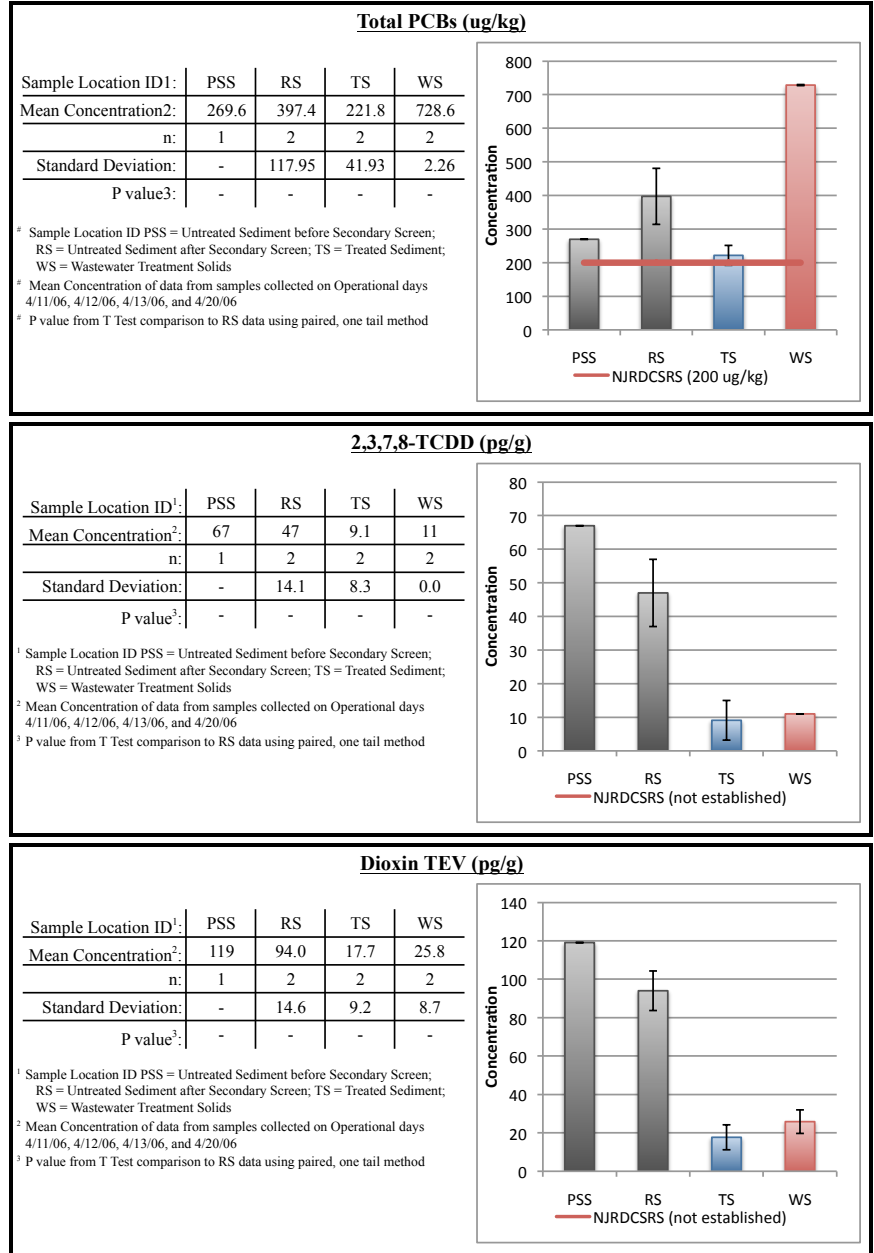 Total PCBs (ug/kg)
Sample Location ID1: PSS RS TS WS
Mean Concentration2: 269.6 397.4 221.8 728.6
n: 1 2 2 2
Standard Deviation: - 117.95 41.93 2.26
P value3: - - - -
# Sample Location ID PSS = Untreated Sediment before Secondary Screen;
RS = Untreated Sediment after Secondary Screen; TS = Treated Sediment;
WS = Wastewater Treatment Solids
# Mean Concentration of data from samples collected on Operational days
4/11/06, 4/12/06, 4/13/06, and 4/20/06
# P value from T Test comparison to RS data using paired, one tail method
Concentration
800
700
600
500
400
300
200
100
0
PSS RS TS WS
NJRDCSRS (200 ug/kg)
2,3,7,8-TCDD (pg/g)
Sample Location ID1: PSS RS TS WS
Mean Concentration2: 67 47 9.1 11
n: 1 2 2 2
Standard Deviation: - 14.1 8.3 0.0
P value3: - - - -
1 Sample Location ID PSS = Untreated Sediment before Secondary Screen;
RS = Untreated Sediment after Secondary Screen; TS = Treated Sediment;
WS = Wastewater Treatment Solids
2 Mean Concentration of data from samples collected on Operational days
4/11/06, 4/12/06, 4/13/06, and 4/20/06
3 P value from T Test comparison to RS data using paired, one tail method
Concentration
80
70
60
50
40
30
20
10
0
PSS RS TS WS
NJRDCSRS (not established)
Dioxin TEV (pg/g)
Sample Location ID1: PSS RS TS WS
Mean Concentration2: 119 94.0 17.7 25.8
n: 1 2 2 2
Standard Deviation: - 14.6 9.2 8.7
P value3: - - - -
1 Sample Location ID PSS = Untreated Sediment before Secondary Screen;
RS = Untreated Sediment after Secondary Screen; TS = Treated Sediment;
WS = Wastewater Treatment Solids
2 Mean Concentration of data from samples collected on Operational days
4/11/06, 4/12/06, 4/13/06, and 4/20/06
3 P value from T Test comparison to RS data using paired, one tail method
Concentration
140
120
100
80
60
40
20
0
PSS RS TS WS
NJRDCSRS (not established)